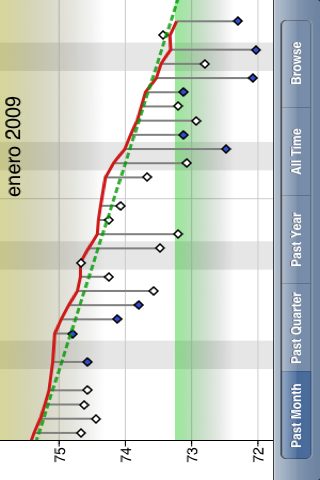 enero 2009
75
74
73
72
Past Month
Past Quarter
Past Year
All Time
Browse